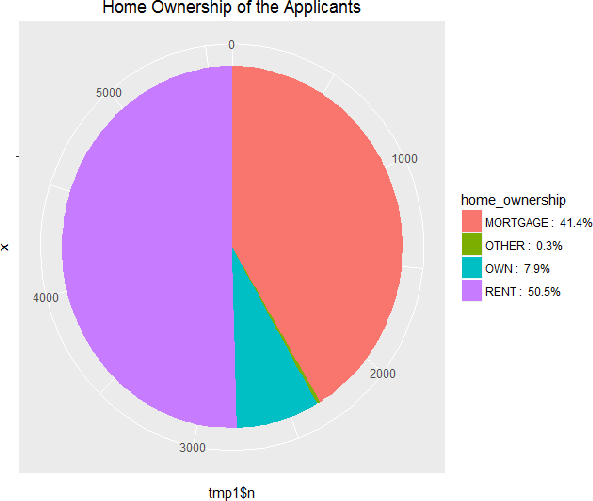 Home Ownership of the Applicants
0
5000
1000
home_ownership
MORTGAGE : 41.4%
OTHER : 0.3%
OWN : 7.9%
RENT : 50.5%
x
4000
2000
3000
tmp1$n